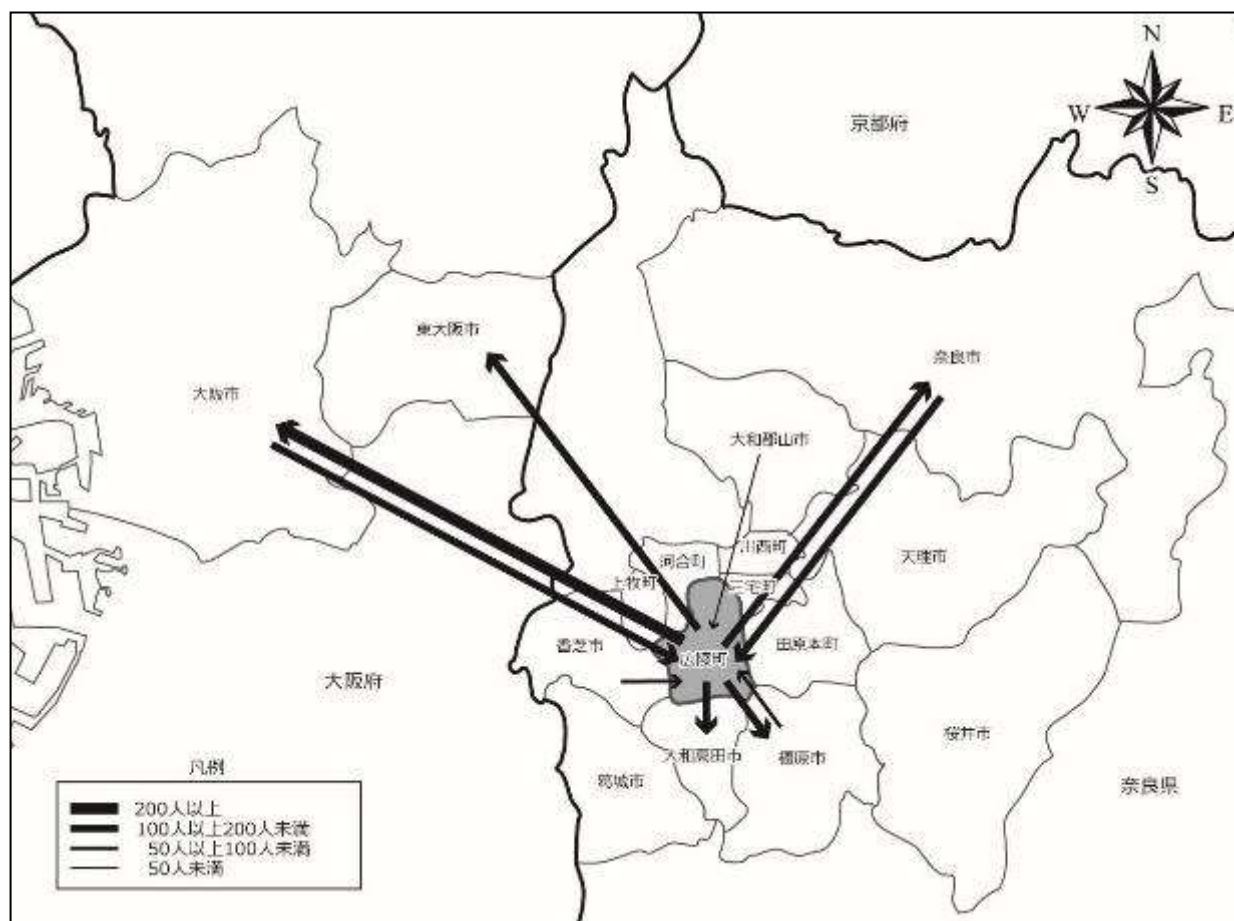 N
京都府
W
E
S
東大阪市
奈良市
大阪市
大和郡山市
川西町
河合町
天理市
上牧町
三宅町
香芝市
田原本町
広陵町
大阪府
桜井市
大和高田市
橿原市
葛城市
奈良県
凡例
200人以上
100人以上200人未満
50人以上100人未満
50人未満